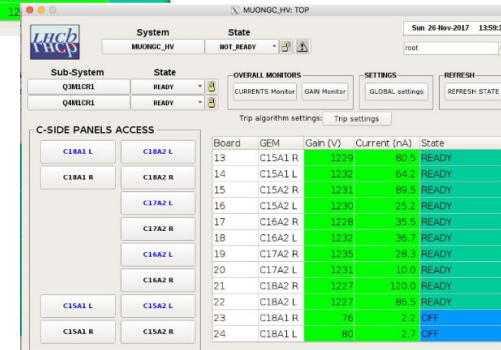 12
MUONGC_HV: TOP
LHCb
MCP
System
State
Sun 26-Nov-2017 13:59:
MUONGC_HV
NOT_READY
root
Sub-System
State
Q3M1CR1
READY
Q4M1CR1
READY
OVERALL MONITORS
SETTINGS
REFRESH
CURRENTS Monitor
GAIN Monitor
GLOBAL settings
REFRESH STATE
Trip algorithm settings:
Trip settings
C-SIDE PANELS ACCESS
C18A1 L
C18A2 L
C18A1 R
C18A2 R
C17A2 L
C17A2 R
C16A2 L
C16A2 R
C15A1 L
C15A2 L
C15A1 R
C15A2 R
Board GEM Gain (V) Current (nA) State
13 C15A1 R 1229 80.5 READY
14 C15A1 L 1232 64.2 READY
15 C15A2 R 1231 89.5 READY
16 C15A2 L 1230 25.2 READY
17 C16A2 R 1228 35.5 READY
18 C16A2 L 1232 36.7 READY
19 C17A2 R 1235 28.3 READY
20 C17A2 L 1231 10.0 READY
21 C18A2 R 1227 120.0 READY
22 C18A2 L 1227 86.5 READY
23 C18A1 R 76 2.2 OFF
24 C18A1 L 80 2.7 OFF